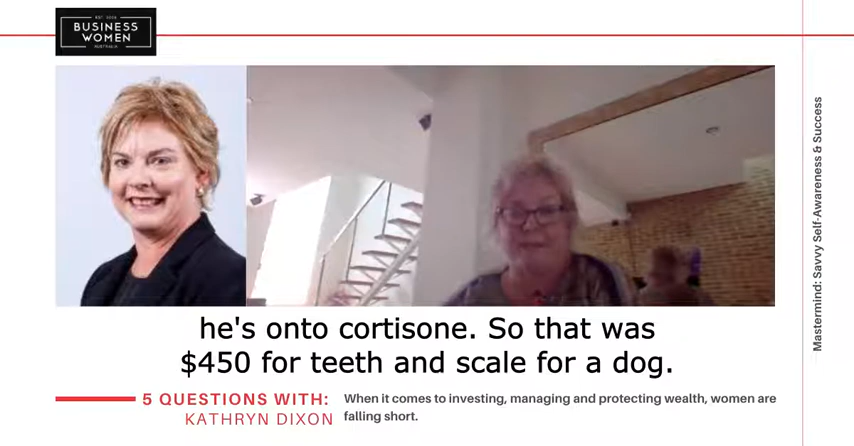 EST. 2009
BUSINESS
WOMEN
AUSTRALIA
Mastermind: Savvy Self-Awareness & Success
he's onto cortisone. So that was
$450 for teeth and scale for a dog.
5 QUESTIONS WITH:
KATHRYN DIXON
When it comes to investing, managing and protecting wealth, women are
falling short.